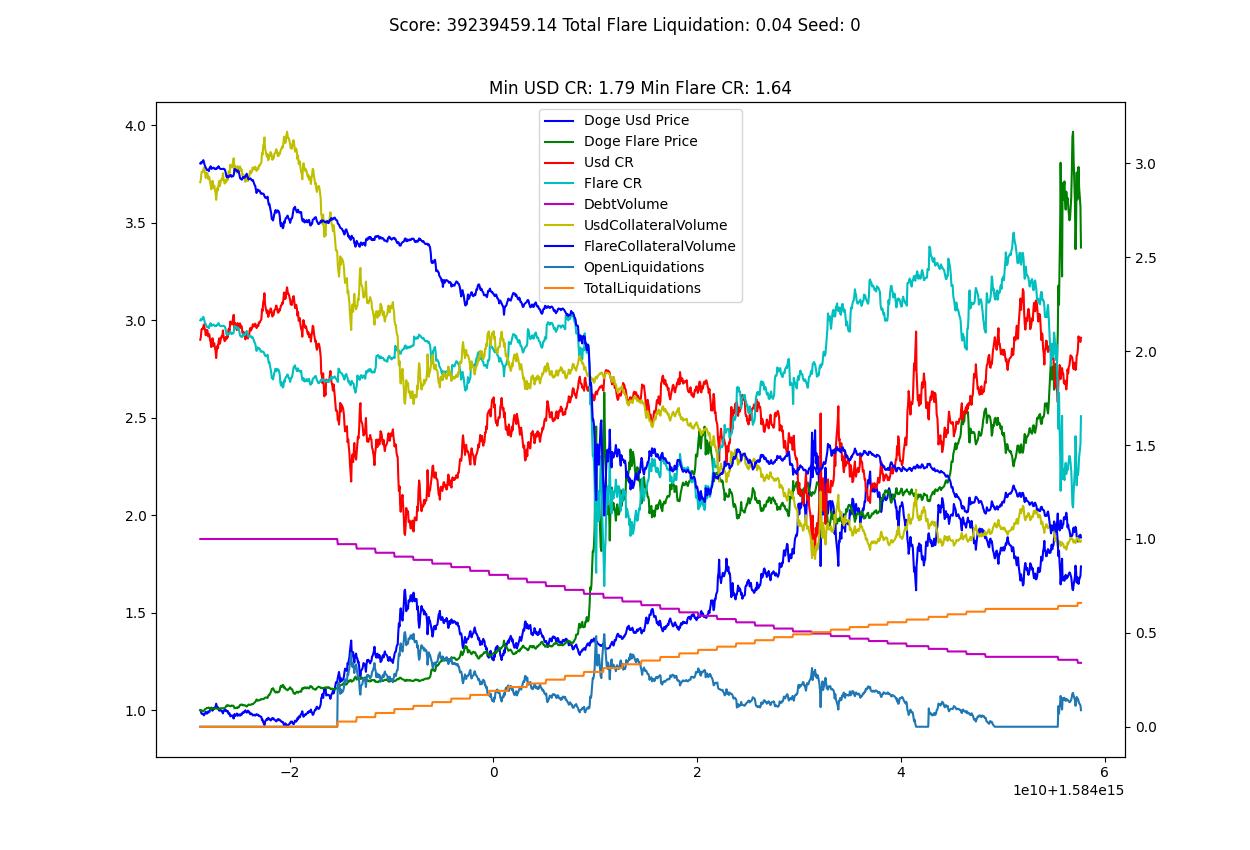 Score: 39239459.14 Total Flare Liquidation: 0.04 Seed: 0
Min USD CR: 1.79 Min Flare CR: 1.64
Doge Usd Price
Doge Flare Price
Usd CR
Flare CR
DebtVolume
UsdCollateralVolume
FlareCollateralVolume
OpenLiquidations
TotalLiquidations
4.0
3.5
3.0
2.5
2.0
1.5
1.0
3.0
2.5
2.0
1.5
1.0
0.5
0.0
−2
0
2
4
6
1e10+1.584e15